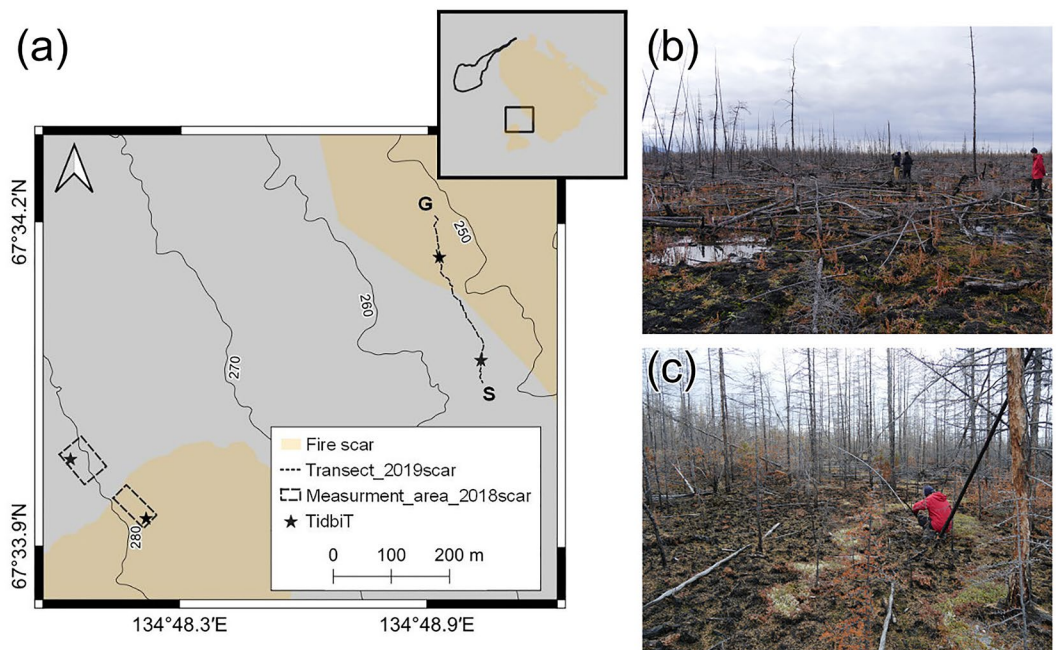 (a)
67°34.2'N
67°33.9'N
134°48.3'E
134°48.9'E
G
S
250
260
270
280
Fire scar
Transect_2019scar
Measurment_area_2018scar
TidbiT
0 100 200 m
(b)
(c)